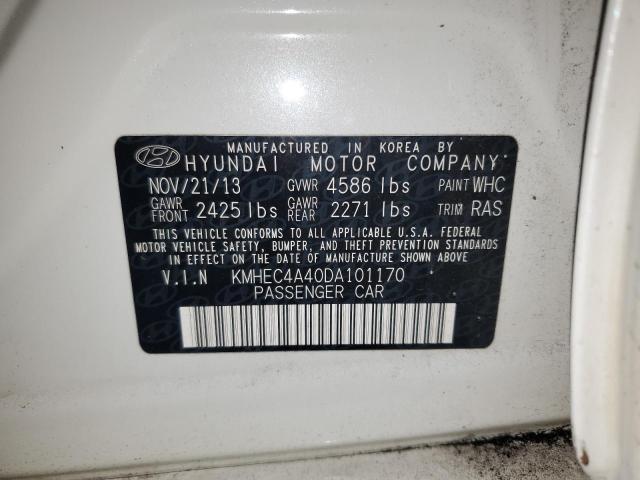 MANUFACTURED IN KOREA BY
HYUNDAI MOTOR COMPANY
NOV/21/13 GVWR 4586 lbs PAINT WHC
GAWR FRONT 2425 lbs GAWR REAR 2271 lbs TRIM RAS
THIS VEHICLE CONFORMS TO ALL APPLICABLE U.S.A. FEDERAL
MOTOR VEHICLE SAFETY, BUMPER, AND THEFT PREVENTION STANDARDS
IN EFFECT ON THE DATE OF MANUFACTURE SHOWN ABOVE
V.I.N KMHEC4A40DA101170
PASSENGER CAR